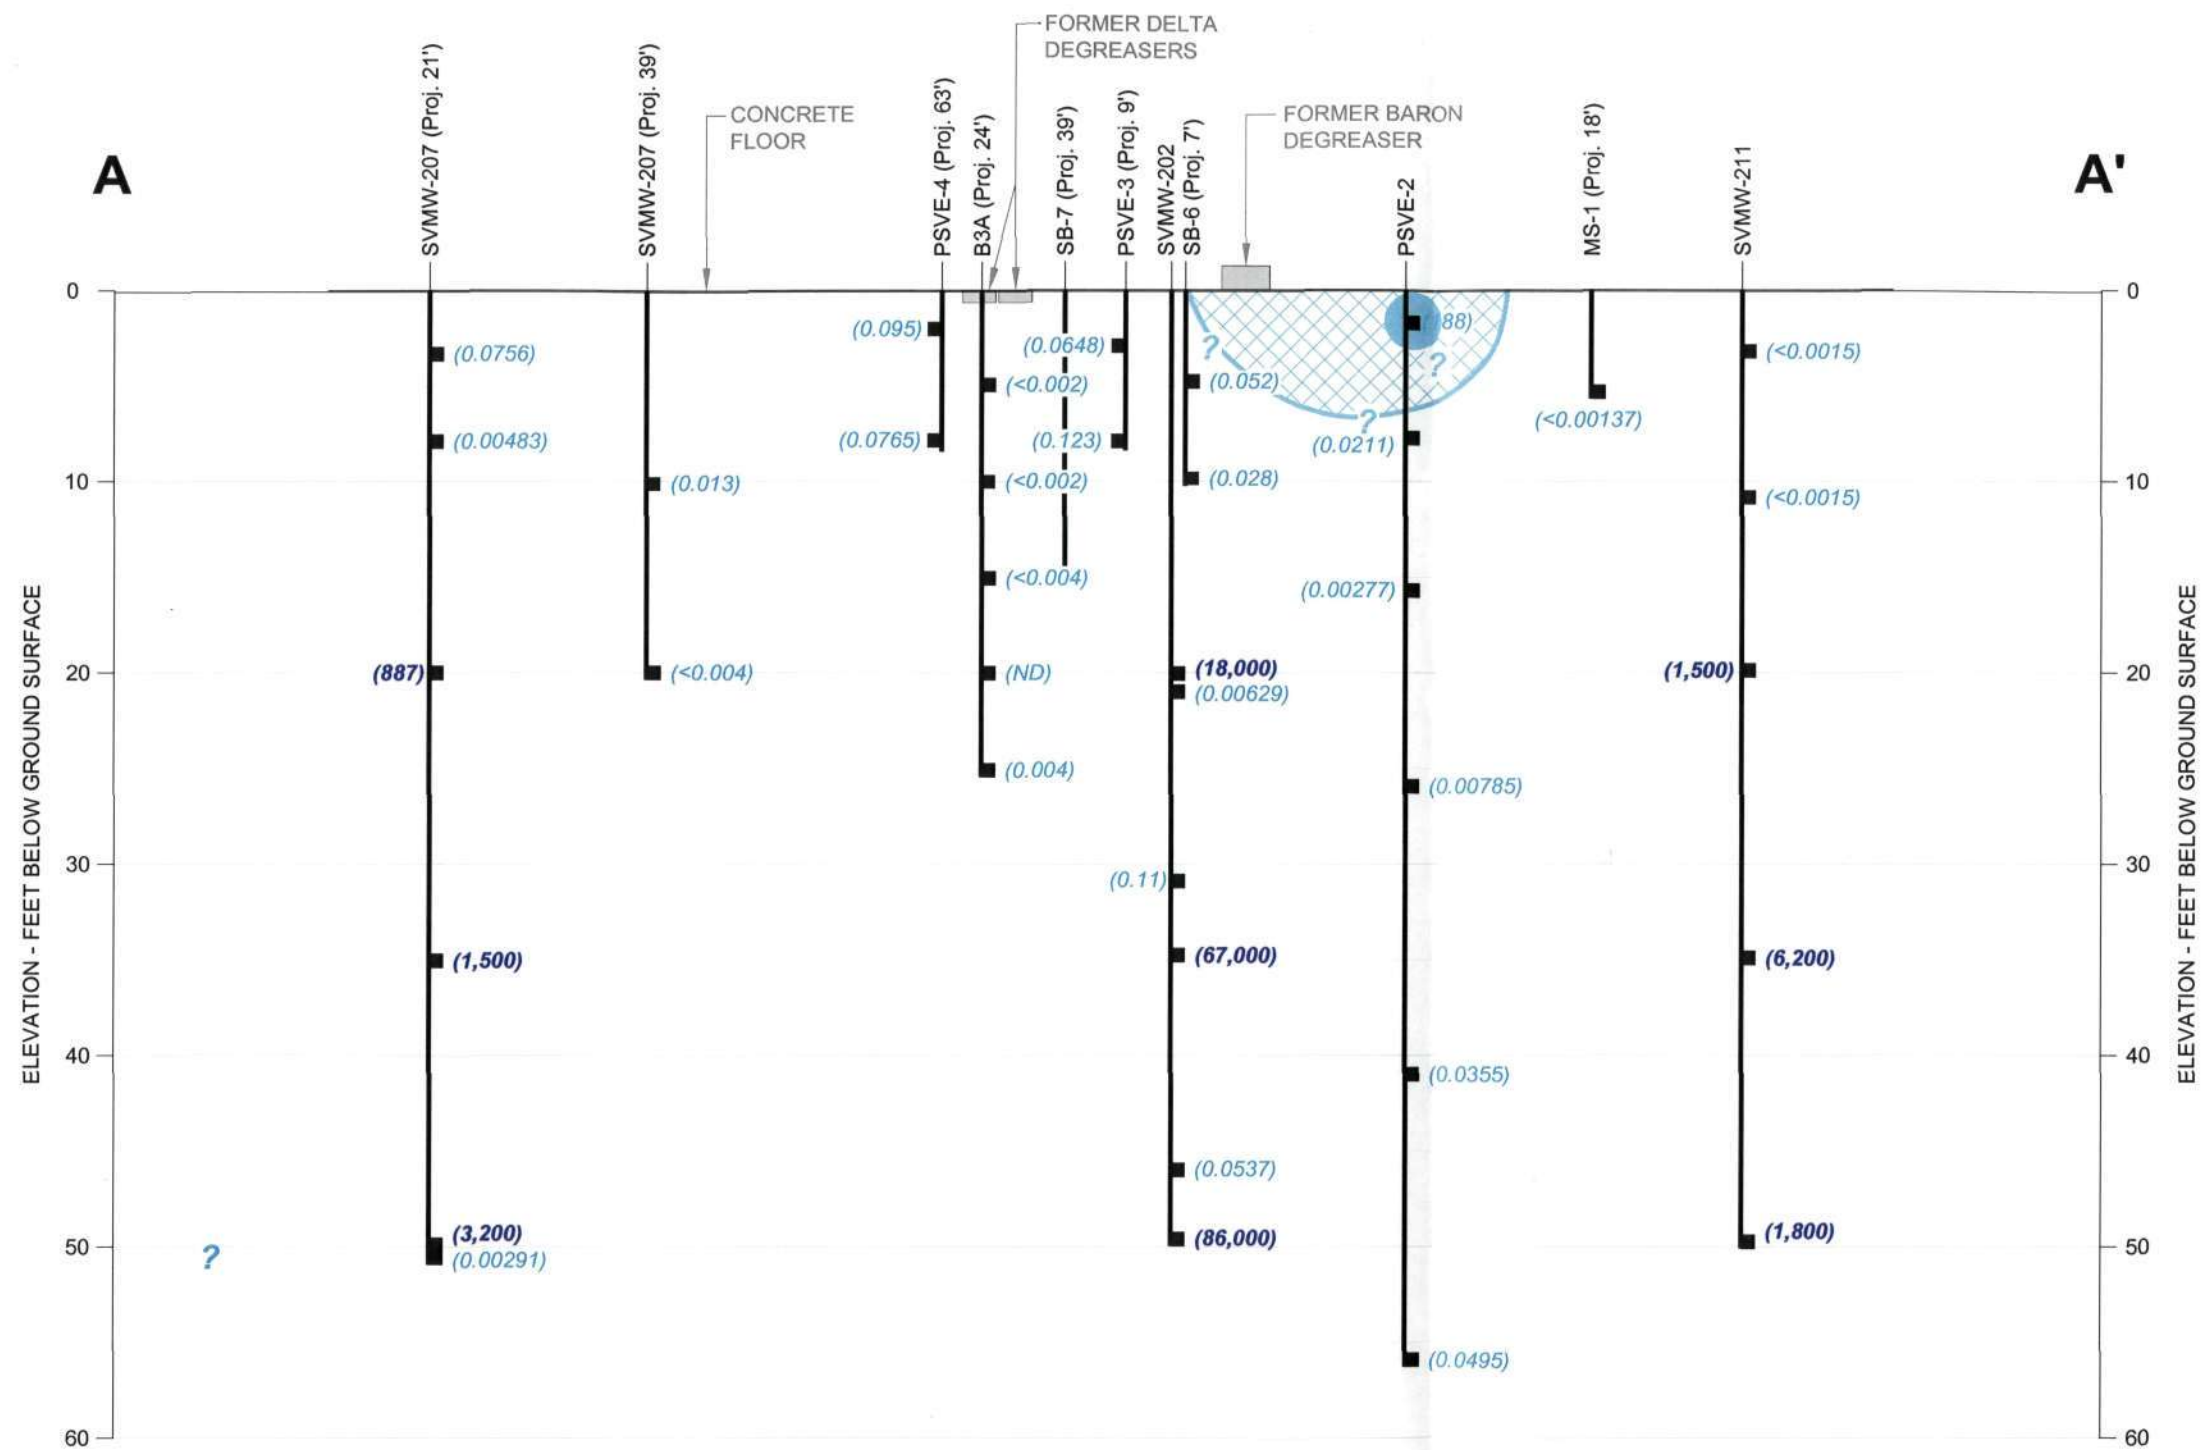 FORMER DELTA
DEGREASERS
CONCRETE
FLOOR
FORMER BARON
DEGREASER
A
A'
SVMW-207 (Proj. 21')
SVMW-207 (Proj. 39')
PSVE-4 (Proj. 63')
B3A (Proj. 24')
SB-7 (Proj. 39')
PSVE-3 (Proj. 9')
SVMW-202
SB-6 (Proj. 7')
PSVE-2
MS-1 (Proj. 18')
SVMW-211
ELEVATION - FEET BELOW GROUND SURFACE
0
10
20
30
40
50
60
(0.0756)
(0.00483)
(887)
(1,500)
(3,200)
(0.00291)
?
(0.013)
(<0.004)
(0.095)
(0.0765)
(<0.002)
(<0.002)
(<0.004)
(ND)
(0.004)
(0.0648)
(0.123)
(18,000)
(0.00629)
(0.11)
(67,000)
(0.0537)
(86,000)
(0.052)
(0.028)
?
?
?
88)
(0.0211)
(0.00277)
(0.00785)
(0.0355)
(0.0495)
(<0.00137)
(<0.0015)
(<0.0015)
(1,500)
(6,200)
(1,800)
0
10
20
30
40
50
60
ELEVATION - FEET BELOW GROUND SURFACE